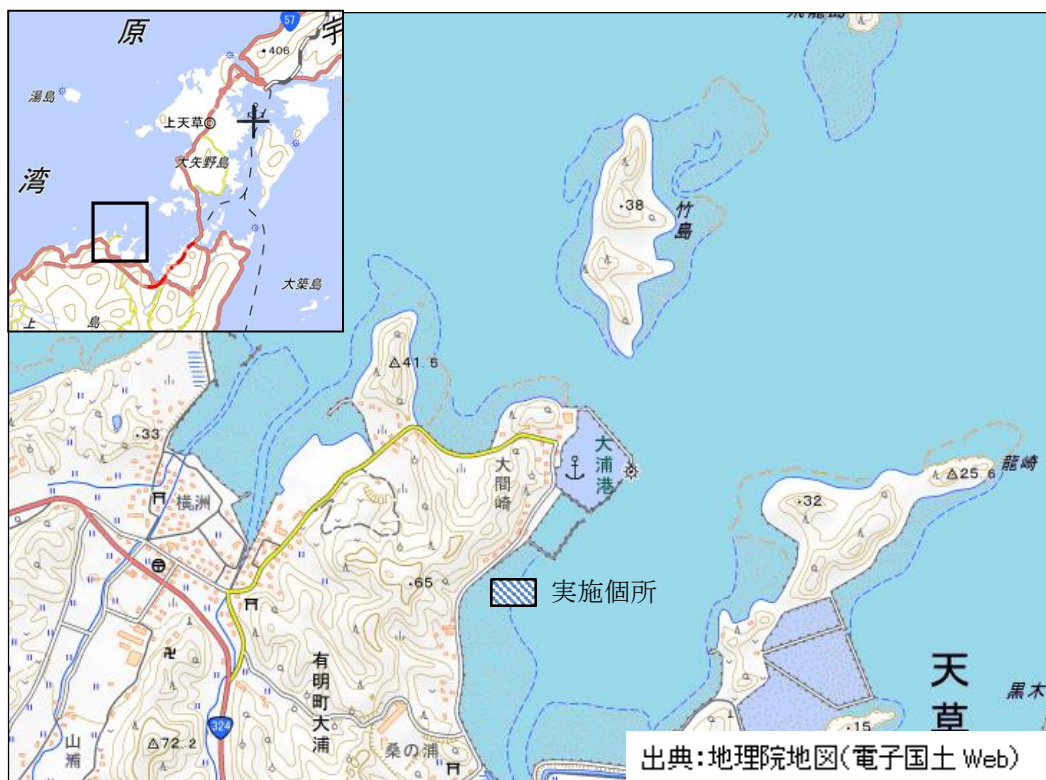 57
原
宇
406
湯島
上天草
大矢野島
湾
大築島
上
島
38
竹島
41.5
33
大浦港
大間崎
龍崎
25.6
32
横洲
65
実施個所
有明町大浦
324
山浦
72.2
桑の浦
15
天草
黒木
出典:地理院地図(電子国土 Web)